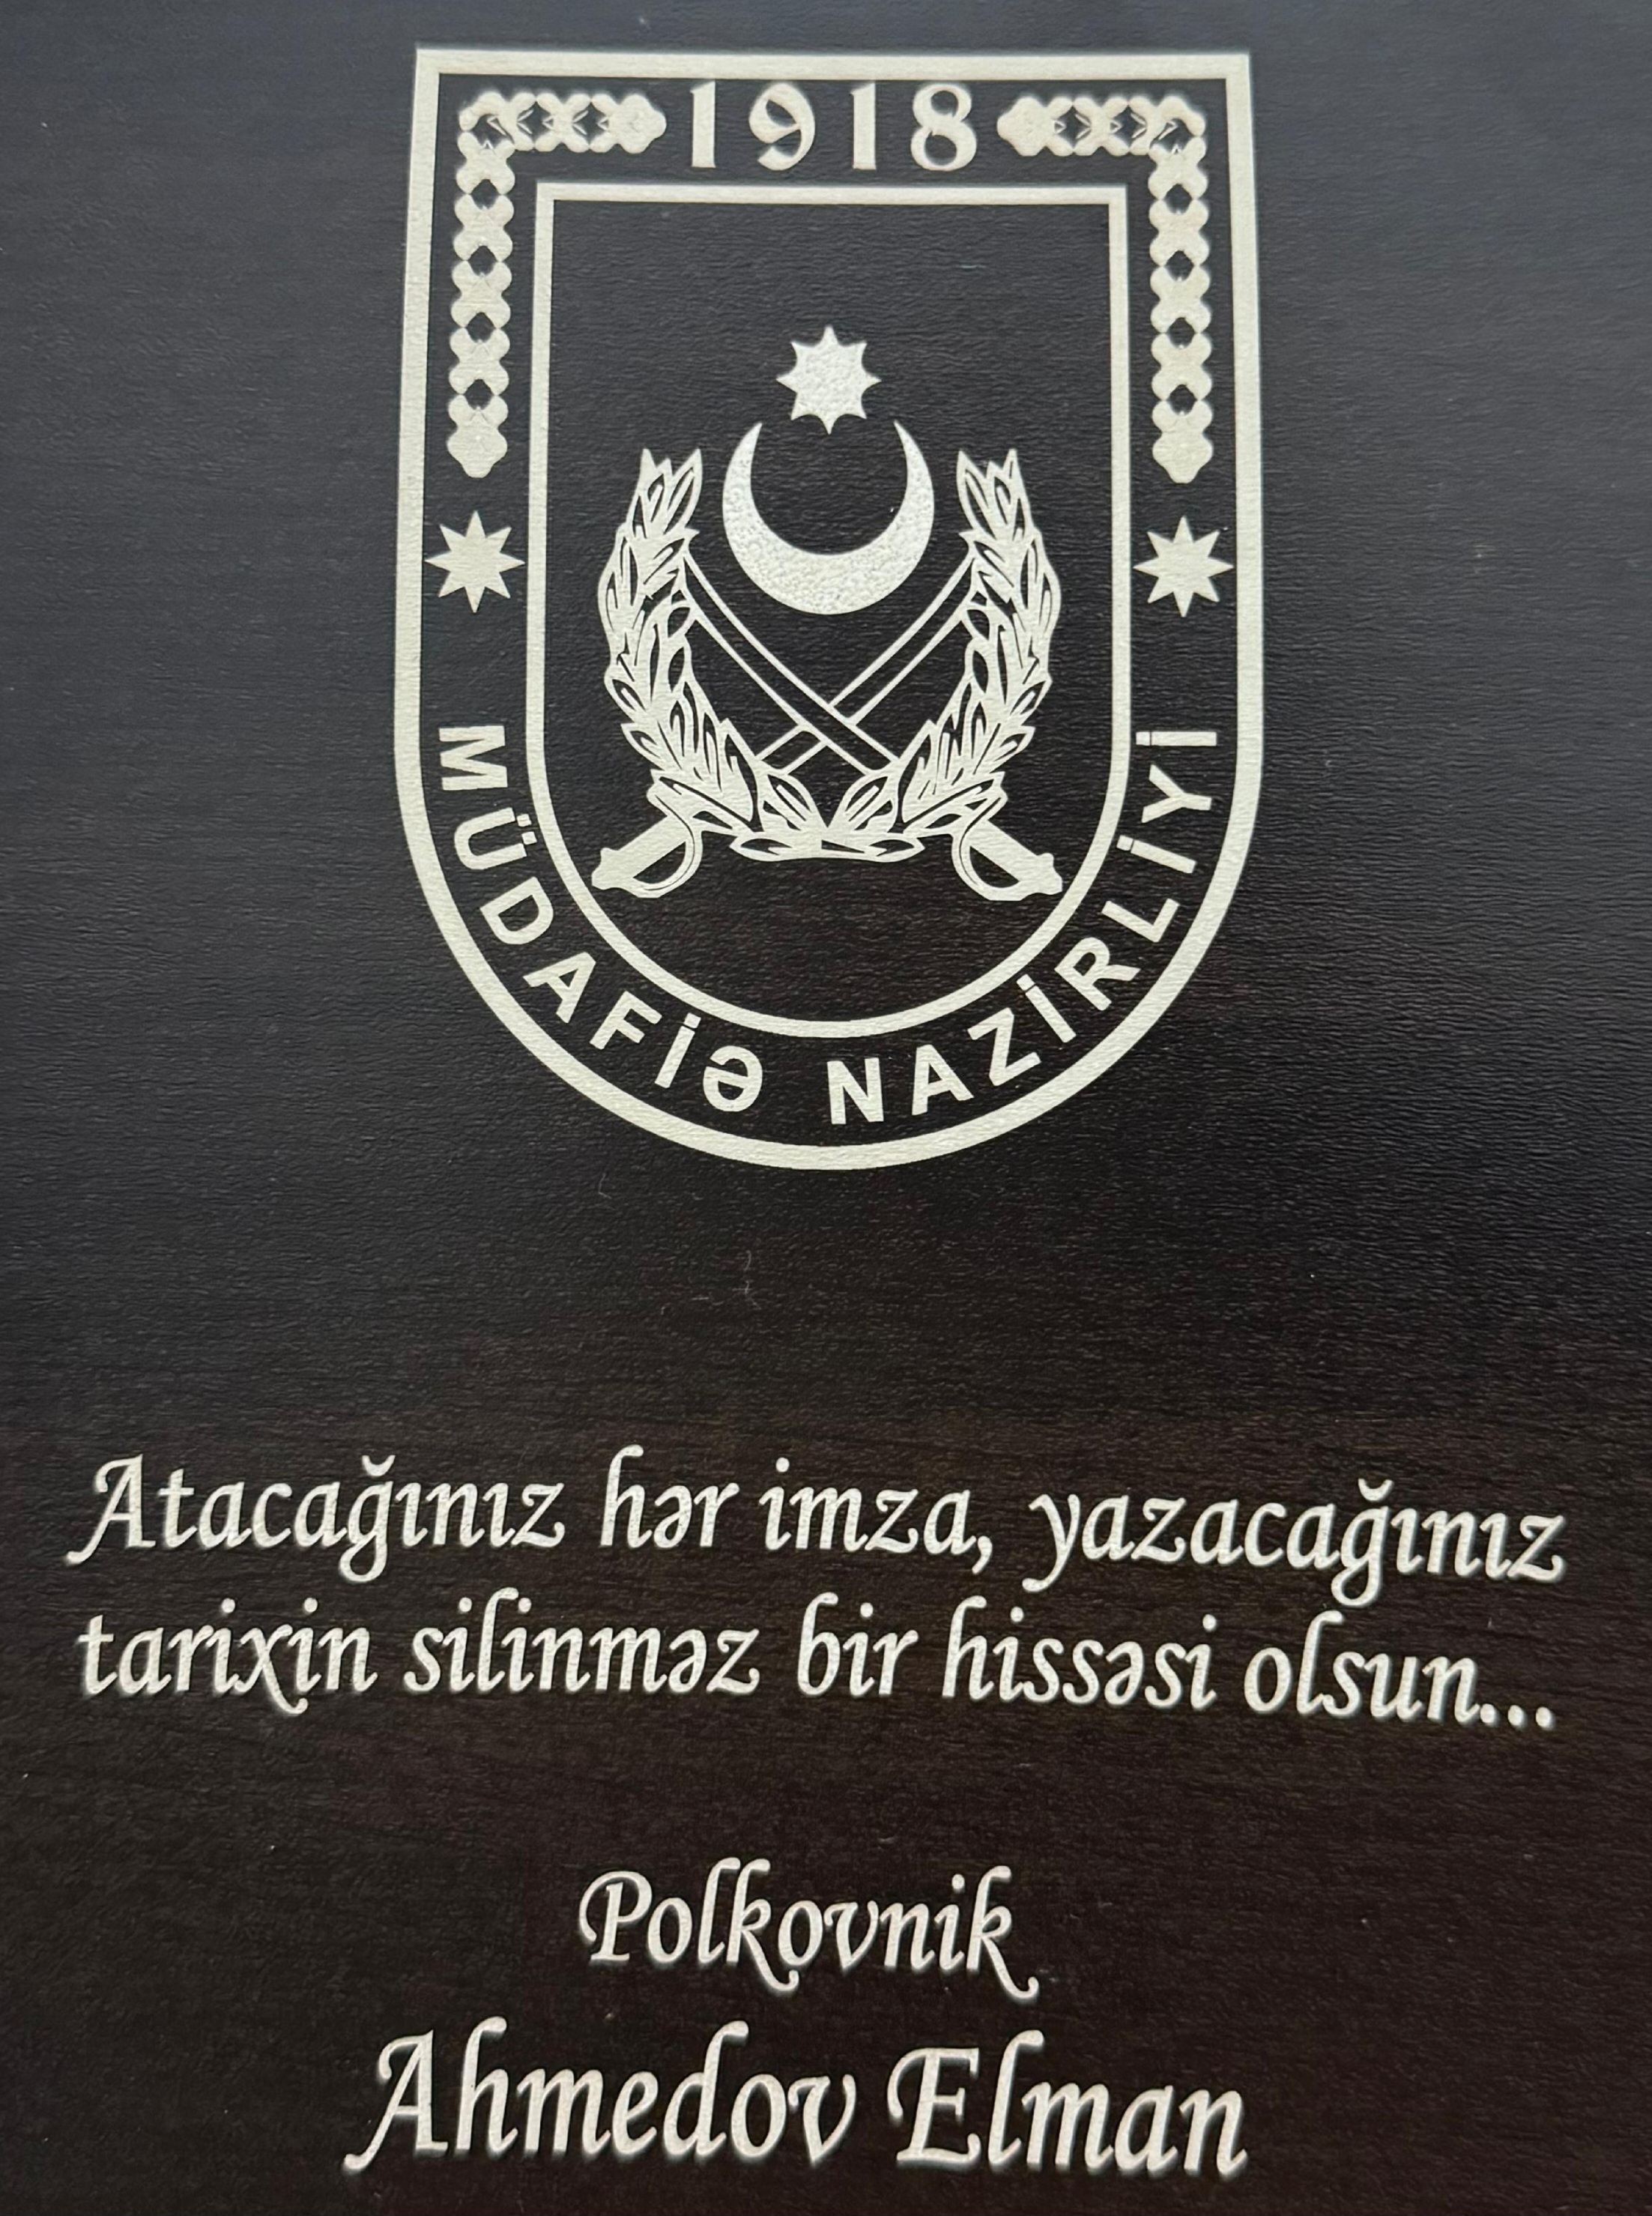 1918
MÜDAFİƏ NAZİRLİYİ
Atacağınız hər imza, yazacağınız
tarixin silinməz bir hissəsi olsun...
Polkovnik
Ahmedov Elman